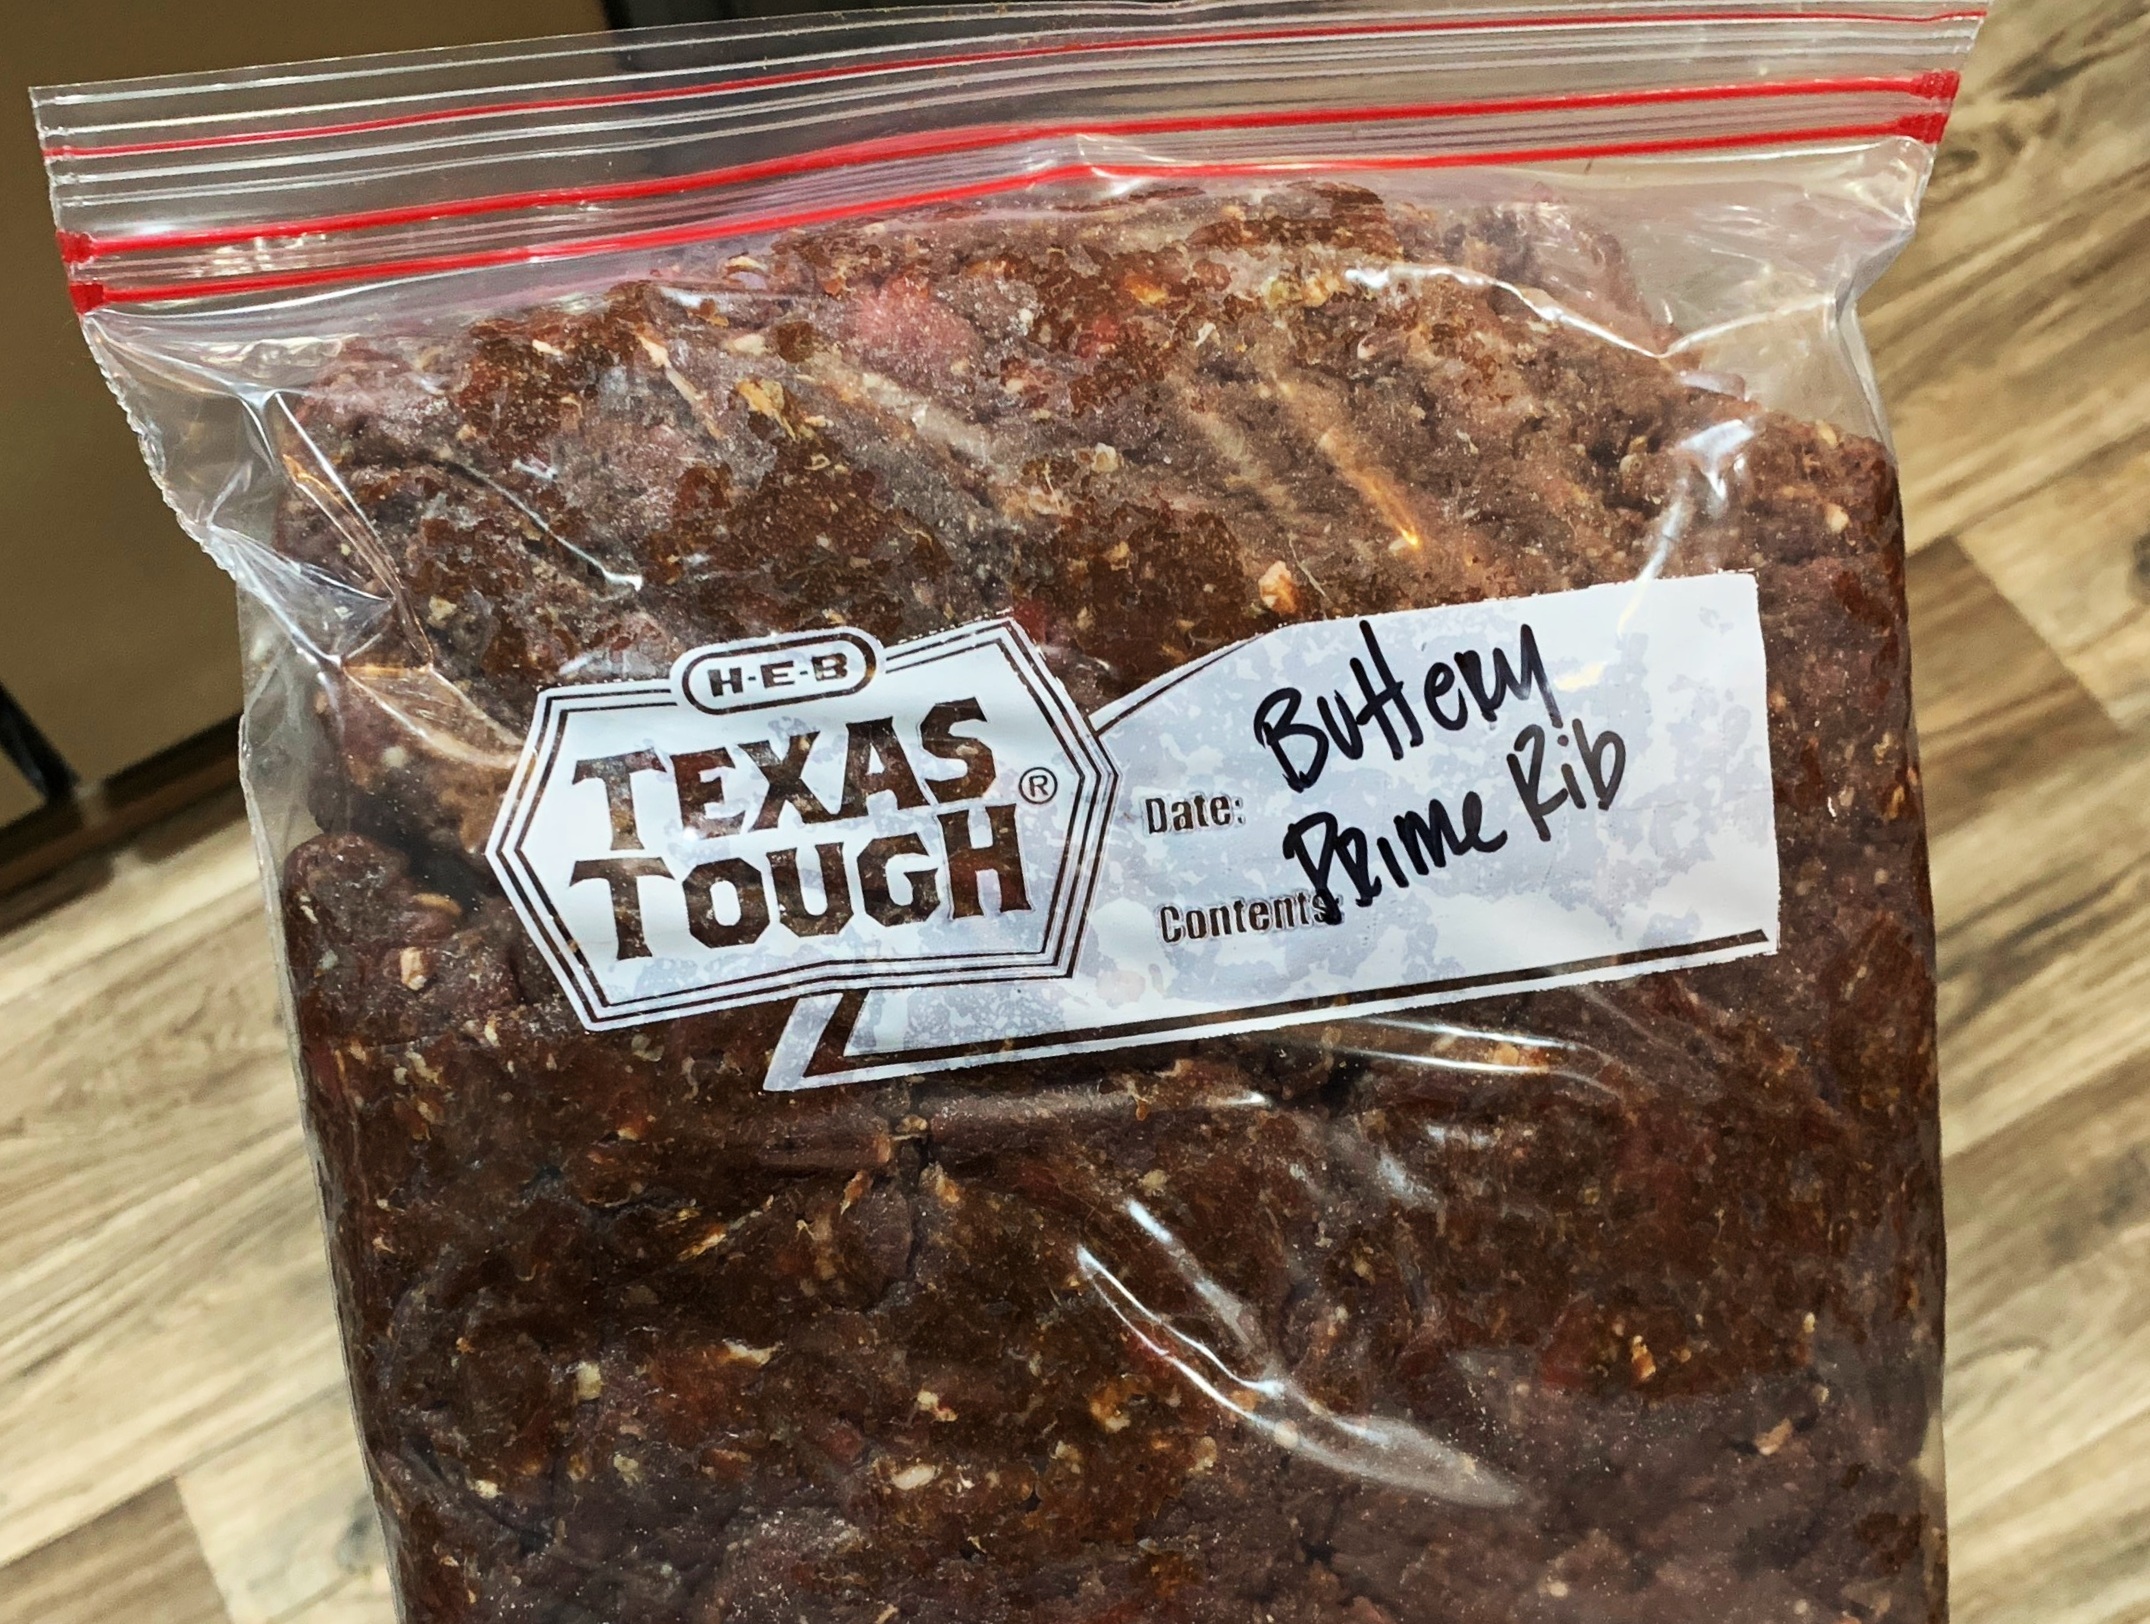 H-E-B
TEXAS
TOUGH®
Date:
Contents:
Buttery
Prime Rib